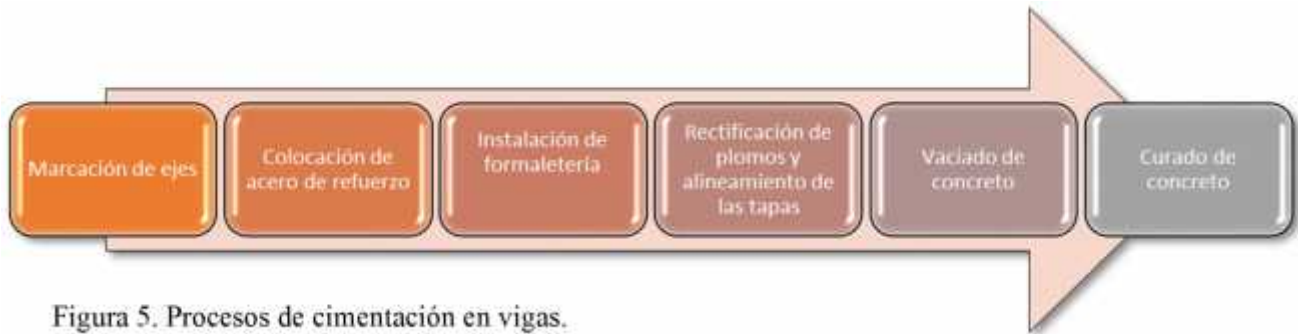 Marcación de ejes
Colocación de
acero de refuerzo
Instalación de
formaletería
Rectificación de
plomos y
alineamiento de
las tapas
Vaciado de
concreto
Curado de
concreto
Figura 5. Procesos de cimentación en vigas.